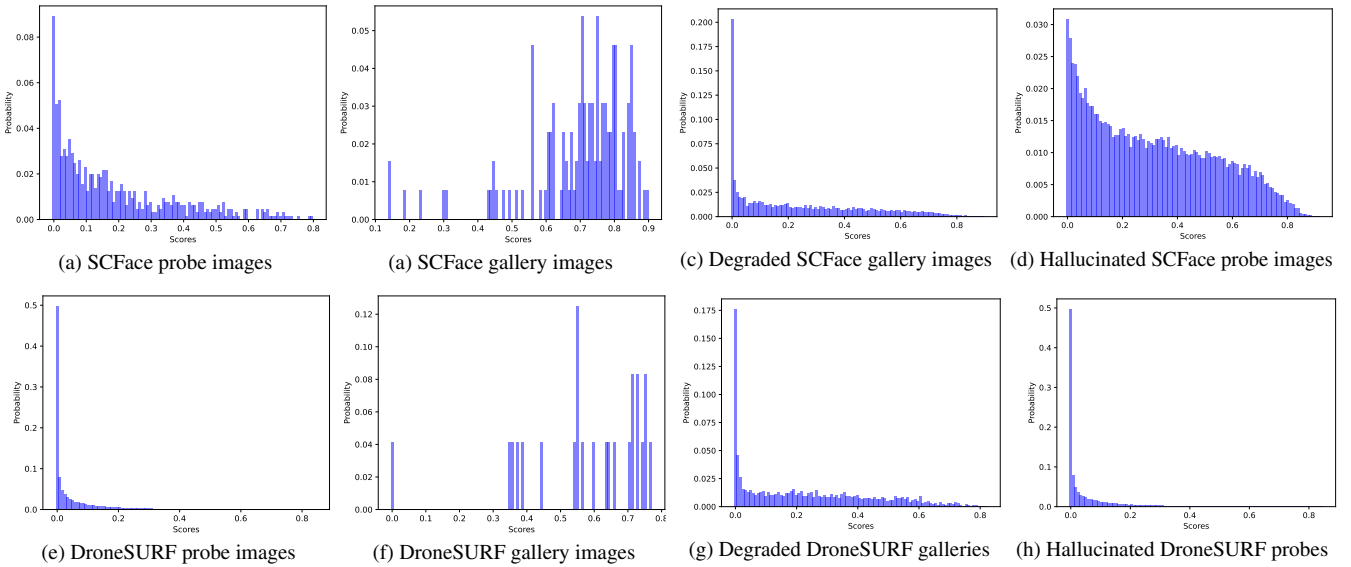 0.08
0.06
0.04
0.02
0.00
Probability
0.0 0.1 0.2 0.3 0.4 0.5 0.6 0.7 0.8
Scores
(a) SCFace probe images
0.05
0.04
0.03
0.02
0.01
0.00
Probability
0.1 0.2 0.3 0.4 0.5 0.6 0.7 0.8 0.9
Scores
(a) SCFace gallery images
0.200
0.175
0.150
0.125
0.100
0.075
0.050
0.025
0.000
Probability
0.0 0.2 0.4 0.6 0.8
Scores
(c) Degraded SCFace gallery images
0.030
0.025
0.020
0.015
0.010
0.005
0.000
Probability
0.0 0.2 0.4 0.6 0.8
Scores
(d) Hallucinated SCFace probe images
0.5
0.4
0.3
0.2
0.1
0.0
Probability
0.0 0.2 0.4 0.6 0.8
Scores
(e) DroneSURF probe images
0.12
0.10
0.08
0.06
0.04
0.02
0.00
Probability
0.0 0.1 0.2 0.3 0.4 0.5 0.6 0.7 0.8
Scores
(f) DroneSURF gallery images
0.175
0.150
0.125
0.100
0.075
0.050
0.025
0.000
Probability
0.0 0.2 0.4 0.6 0.8
Scores
(g) Degraded DroneSURF galleries
0.5
0.4
0.3
0.2
0.1
0.0
Probability
0.0 0.2 0.4 0.6 0.8
Scores
(h) Hallucinated DroneSURF probes